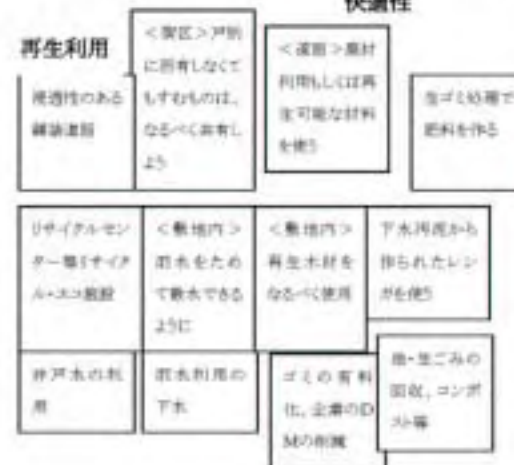 快適性
再生利用
＜街区＞戸別
に所有しなくて
もすむものは、
なるべく共有し
よう
＜道路＞廃材
利用もしくは再
生可能な材料
を使う
浸透性のある
舗装道路
生ゴミ処理で
肥料を作る
リサイクルセン
ター等リサイク
ル・エコ施設
＜敷地内＞
雨水をため
て散水できる
ように
＜敷地内＞
再生木材を
なるべく使用
下水汚泥から
作られたレン
ガを使う
井戸水の利
用
雨水利用の
下水
ゴミの有料
化、企業のD
Mの削減
生ごみの
回収、コンポ
スト等